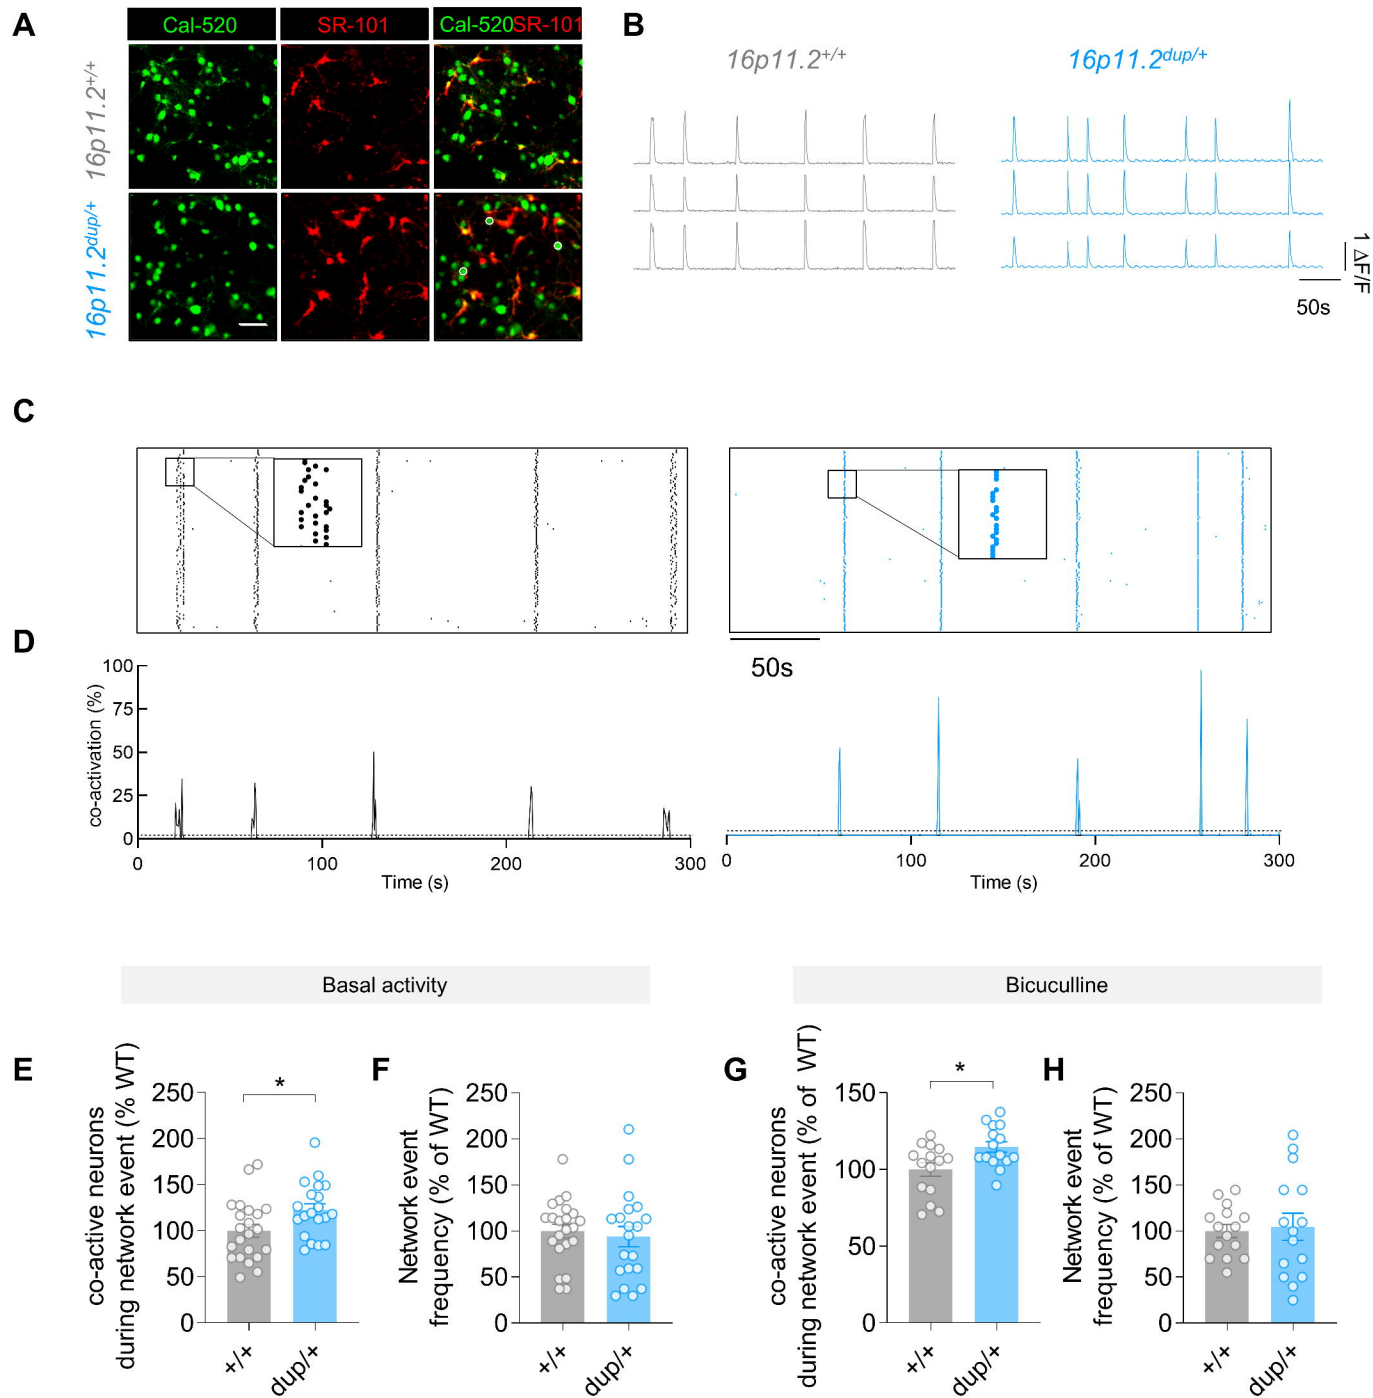 A
Cal-520
SR-101
Cal-520SR-101
16p11.2+/+
16p11.2dup/+
B
16p11.2+/+
16p11.2dup/+
1 ΔF/F
50s
C
50s
D
co-activation (%)
100
75
50
25
0
0
100
200
300
Time (s)
0
100
200
300
Time (s)
Basal activity
Bicuculline
E
co-active neurons
during network event (% WT)
250
200
150
100
50
0
*
+/+
dup/+
F
Network event
frequency (% of WT)
250
200
150
100
50
0
+/+
dup/+
G
co-active neurons
during network event (% of WT)
150
100
50
0
*
+/+
dup/+
H
Network event
frequency (% of WT)
250
200
150
100
50
0
+/+
dup/+